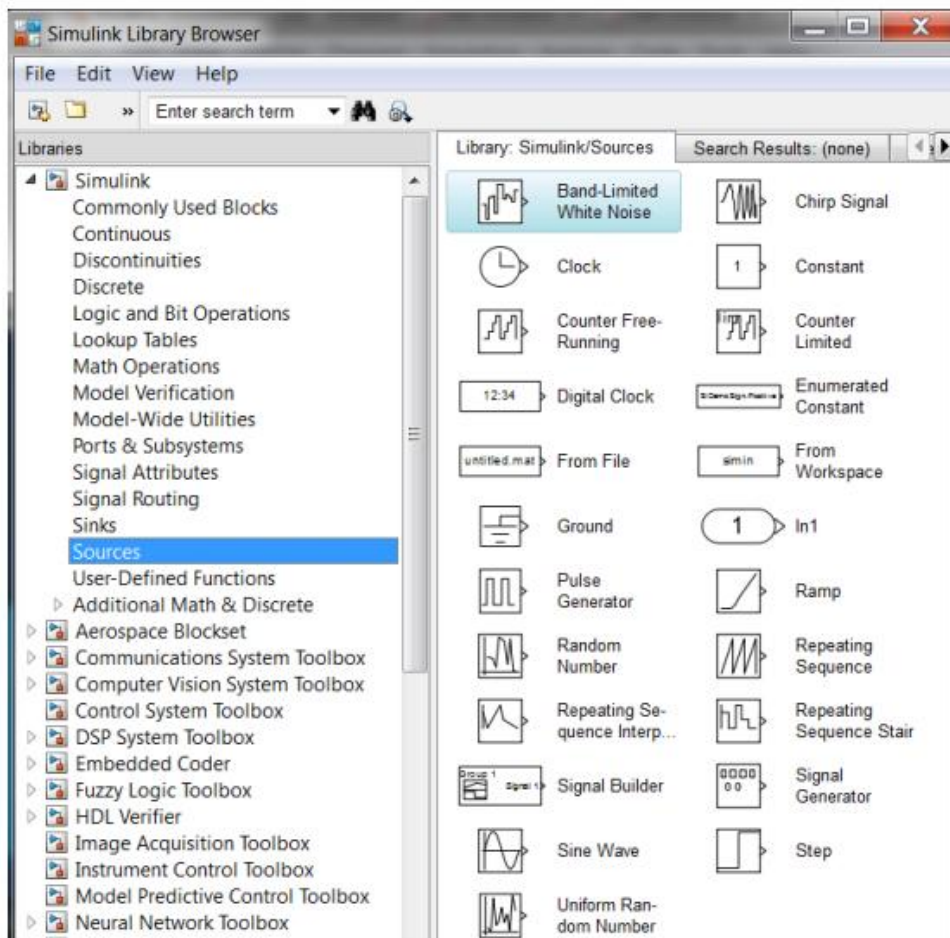 Simulink Library Browser
File Edit View Help
» Enter search term
Libraries
Simulink
Commonly Used Blocks
Continuous
Discontinuities
Discrete
Logic and Bit Operations
Lookup Tables
Math Operations
Model Verification
Model-Wide Utilities
Ports & Subsystems
Signal Attributes
Signal Routing
Sinks
Sources
User-Defined Functions
Additional Math & Discrete
Aerospace Blockset
Communications System Toolbox
Computer Vision System Toolbox
Control System Toolbox
DSP System Toolbox
Embedded Coder
Fuzzy Logic Toolbox
HDL Verifier
Image Acquisition Toolbox
Instrument Control Toolbox
Model Predictive Control Toolbox
Neural Network Toolbox
Library: Simulink/Sources
Search Results: (none)
Band-Limited
White Noise
Chirp Signal
Clock
1
Constant
Counter Free-
Running
Counter
Limited
12:34
Digital Clock
Enumerated
Constant
untitled.mat
From File
simin
From
Workspace
Ground
1
In1
Pulse
Generator
Ramp
Random
Number
Repeating
Sequence
Repeating Se-
quence Interp...
Repeating
Sequence Stair
Group 1
Signal 1
Signal Builder
Signal
Generator
Sine Wave
Step
Uniform Ran-
dom Number